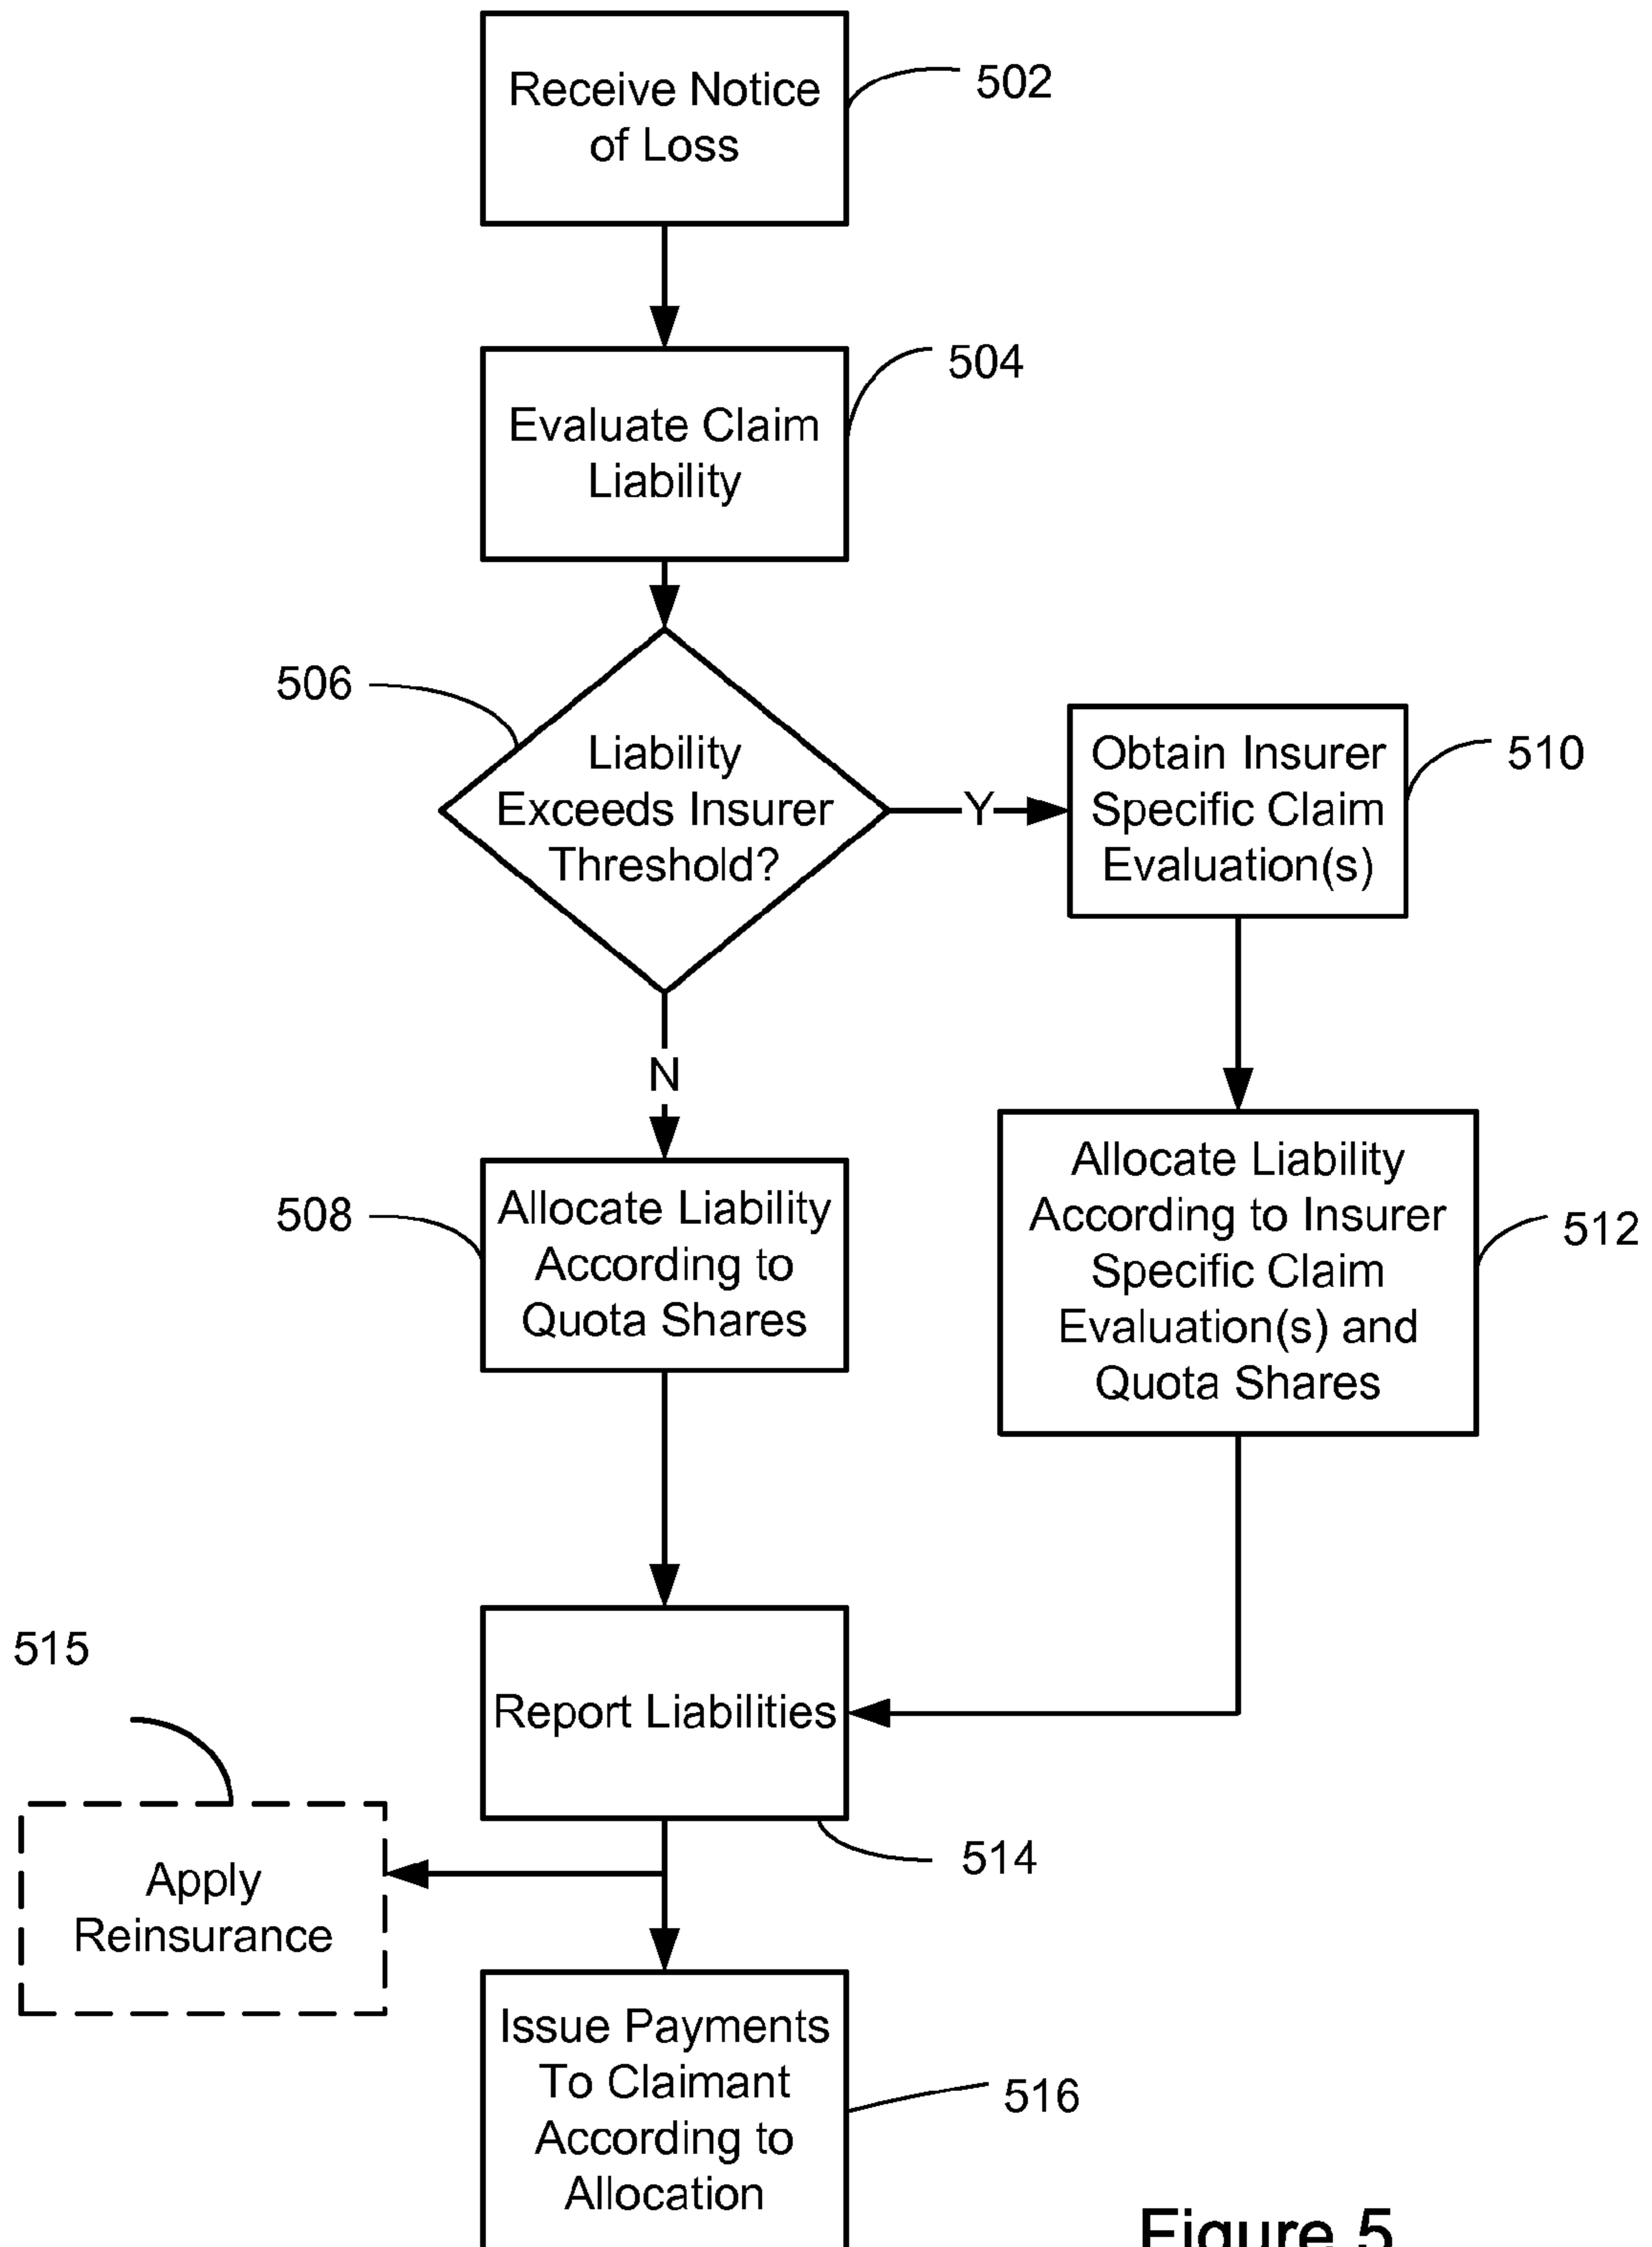 Receive Notice
of Loss
502
Evaluate Claim
Liability
504
506
Liability
Exceeds Insurer
Threshold?
Y
Obtain Insurer
Specific Claim
Evaluation(s)
510
N
508
Allocate Liability
According to
Quota Shares
Allocate Liability
According to Insurer
Specific Claim
Evaluation(s) and
Quota Shares
512
515
Report Liabilities
514
Apply
Reinsurance
Issue Payments
To Claimant
According to
Allocation
516
Figure 5